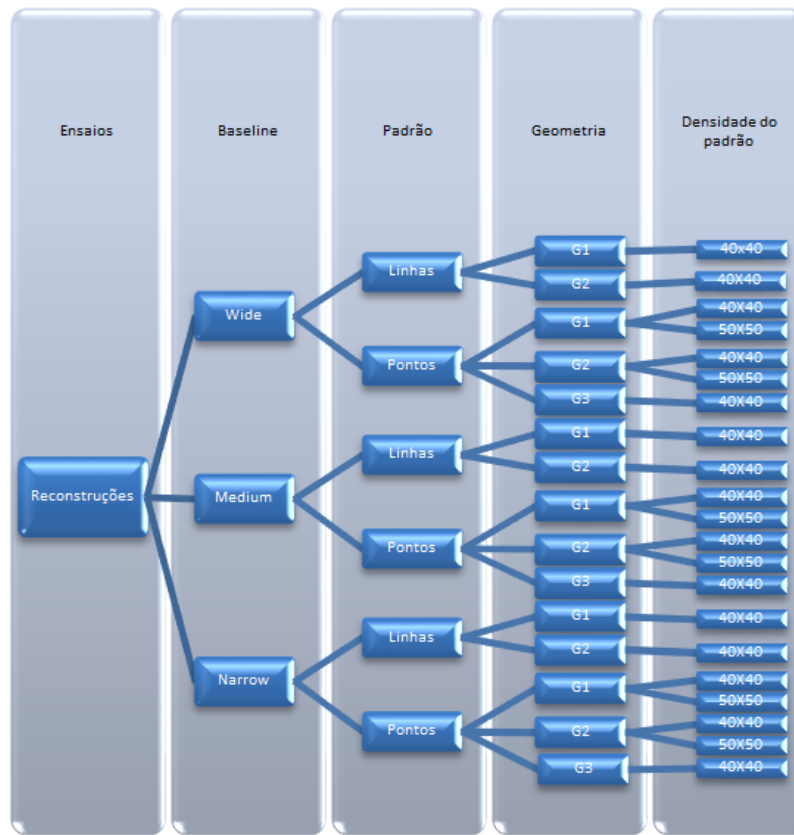 Ensaios
Baseline
Padrão
Geometria
Densidade do
padrão
Reconstruções
Wide
Medium
Narrow
Linhas
Pontos
Linhas
Pontos
Linhas
Pontos
G1
G2
G1
G2
G3
G1
G2
G1
G2
G3
G1
G2
G1
G2
G3
40x40
40X40
40X40
50X50
40X40
50X50
40X40
40X40
40X40
40X40
50X50
40X40
50X50
40X40
40X40
40X40
40X40
50X50
40X40
50X50
40X40